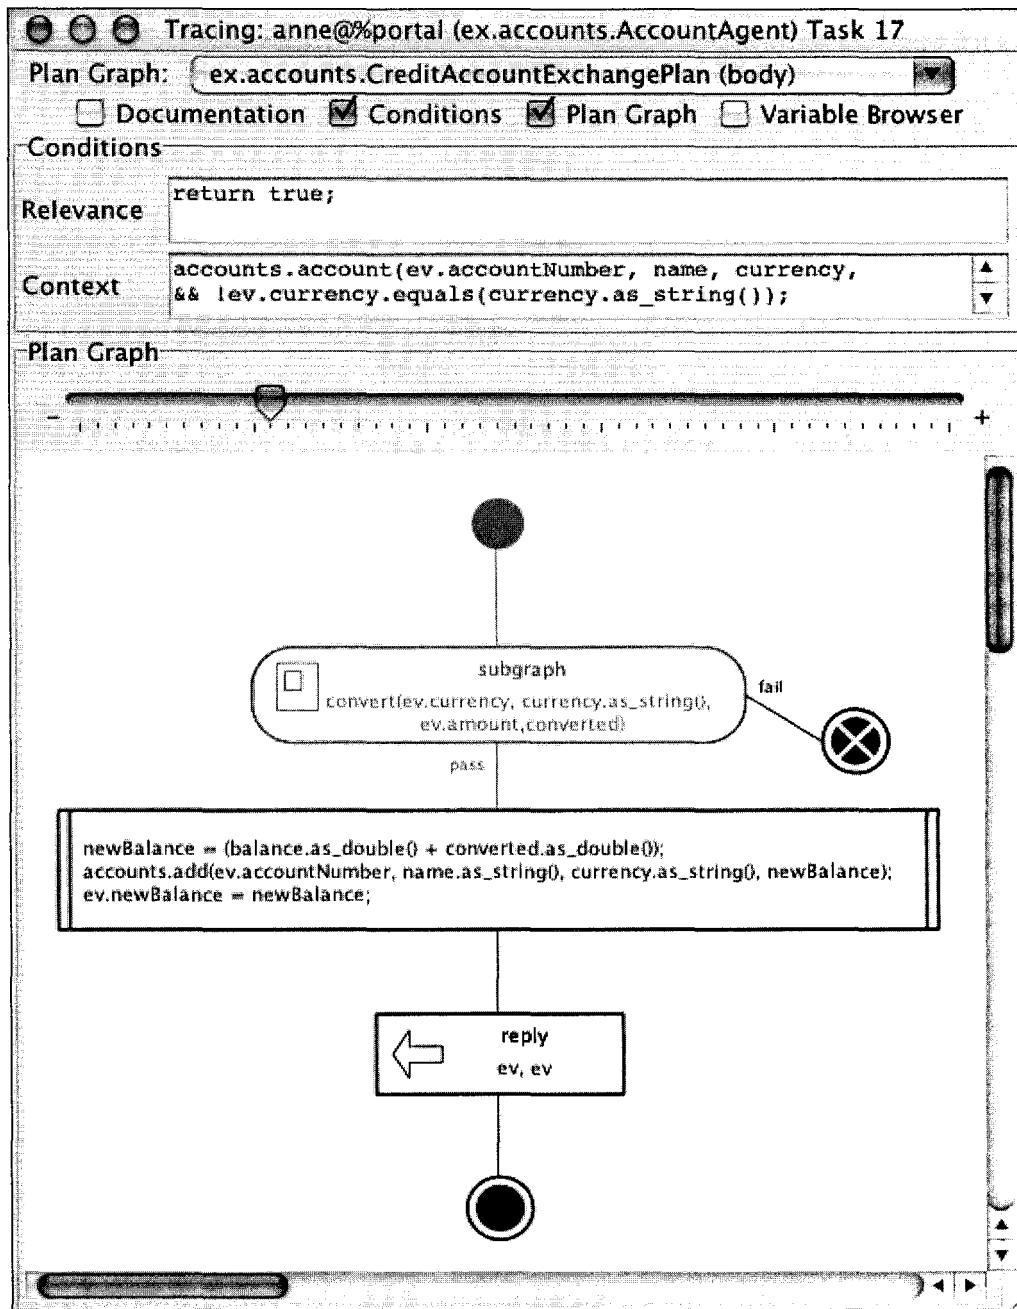 Tracing: anne@%portal (ex.accounts.AccountAgent) Task 17
Plan Graph: ex.accounts.CreditAccountExchangePlan (body)
Documentation Conditions Plan Graph Variable Browser
Conditions
Relevance
return true;
Context
accounts.account(ev.accountNumber, name, currency,
&& !ev.currency.equals(currency.as_string());
Plan Graph
- +
subgraph
convert(ev.currency, currency.as_string(),
ev.amount,converted)
fail
pass
newBalance = (balance.as_double() + converted.as_double());
accounts.add(ev.accountNumber, name.as_string(), currency.as_string(), newBalance);
ev.newBalance = newBalance;
reply
ev, ev